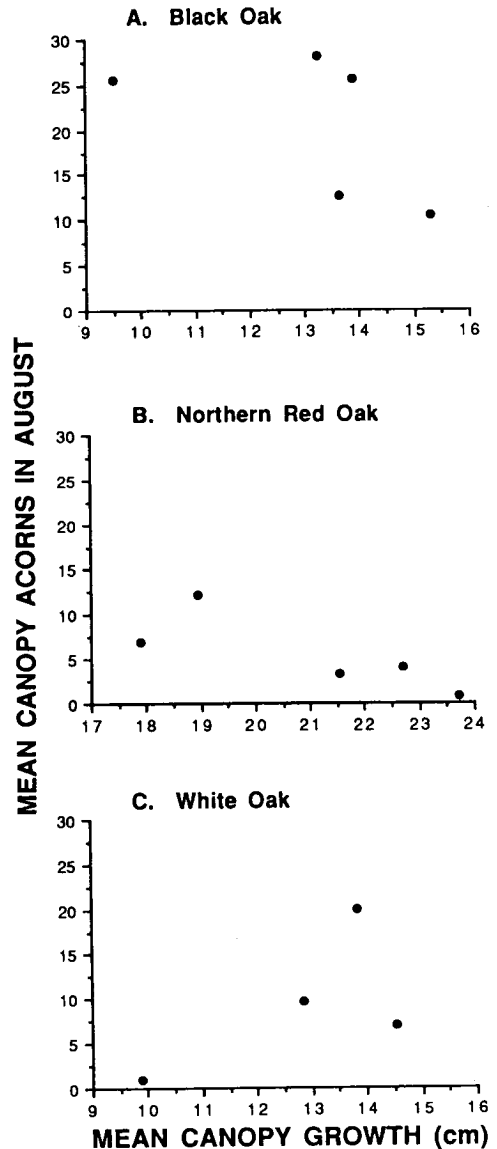 A. Black Oak
30
25
20
15
10
5
0
9 10 11 12 13 14 15 16
MEAN CANOPY ACORNS IN AUGUST
B. Northern Red Oak
30
25
20
15
10
5
0
17 18 19 20 21 22 23 24
C. White Oak
30
25
20
15
10
5
0
9 10 11 12 13 14 15 16
MEAN CANOPY GROWTH (cm)